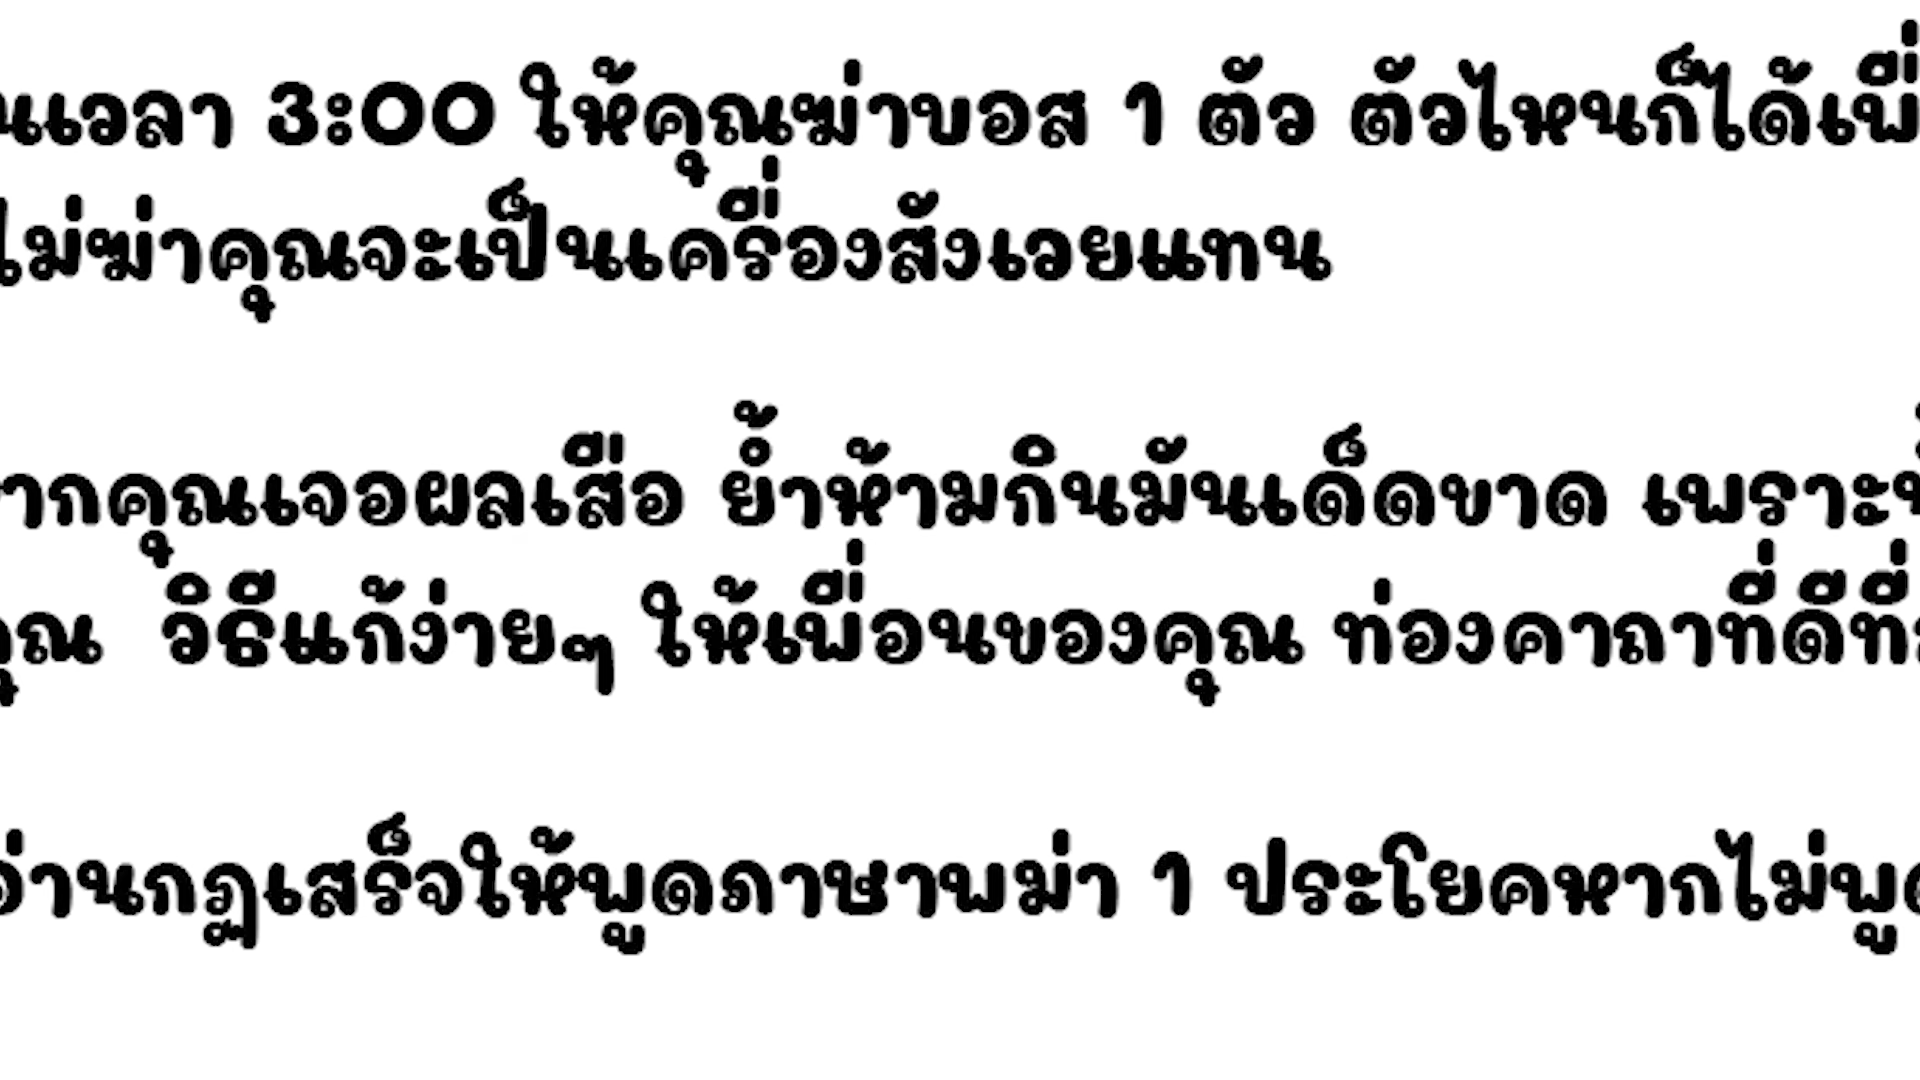 นเวลา 3:00 ให้คุณฆ่าบอส 1 ตัว ตัวไหนก็ได้เพื่
ไม่ฆ่าคุณจะเป็นเครื่องสังเวยแทน
ากคุณเจอผลเสือ ย้ำห้ามกินมันเด็ดขาด เพราะ
คุณ วิธีแก้ง่ายๆ ให้เพื่อนของคุณ ท่องคาถาที่ดีที่
อ่านกฏเสร็จให้พูดภาษาพม่า 1 ประโยคหากไม่พูด